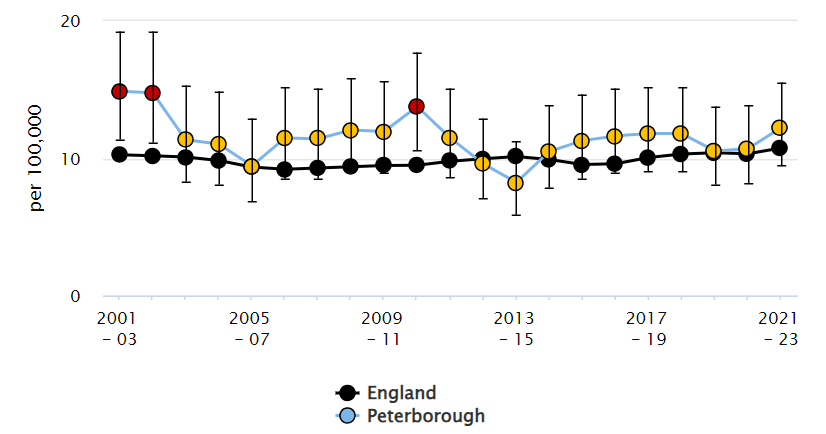 20
per 100,000
10
0
2001 2005 2009 2013 2017 2021
– 03 – 07 – 11 – 15 – 19 – 23
England
Peterborough